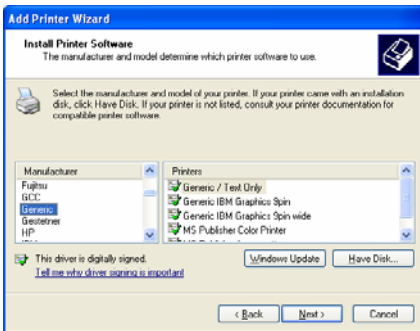 Add Printer Wizard
Install Printer Software
The manufacturer and model determine which printer software to use.
Select the manufacturer and model of your printer. If your printer came with an installation
disk, click Have Disk. If your printer is not listed, consult your printer documentation for
compatible printer software.
Manufacturer
Fujitsu
GCC
Generic
Gestetner
HP
Printers
Generic / Text Only
Generic IBM Graphics 9pin
Generic IBM Graphics 9pin wide
MS Publisher Color Printer
This driver is digitally signed.
Tell me why driver signing is important
Windows Update
Have Disk...
< Back
Next >
Cancel